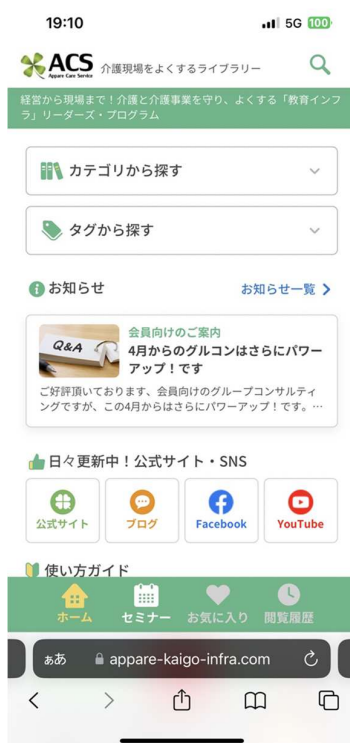 19:10
5G
100
ACS
Appare Care Service
介護現場をよくするライブラリー
経営から現場まで！介護と介護事業を守り、よくする「教育インフ
ラ」リーダーズ・プログラム
カテゴリから探す
タグから探す
お知らせ
お知らせ一覧
Q&A
会員向けのご案内
4月からのグルコンはさらにパワー
アップ！です
ご好評頂いております、会員向けのグループコンサルティ
ングですが、この4月からはさらにパワーアップ！です。…
日々更新中！公式サイト・SNS
公式サイト
ブログ
Facebook
YouTube
使い方ガイド
ホーム
セミナー
お気に入り
閲覧履歴
ぁあ
appare-kaigo-infra.com